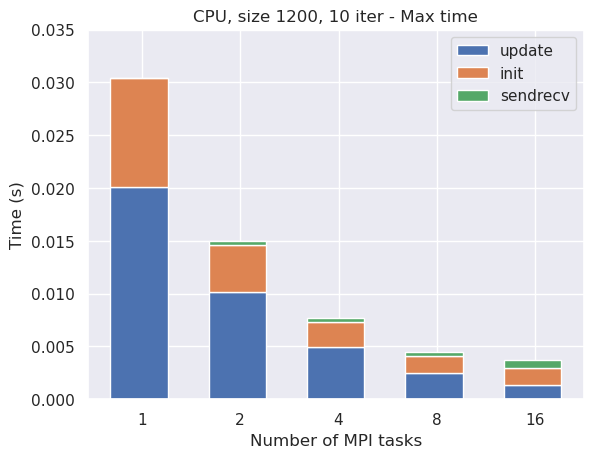 CPU, size 1200, 10 iter - Max time
update
init
sendrecv
0.035
0.030
0.025
0.020
0.015
0.010
0.005
0.000
Time (s)
1 2 4 8 16
Number of MPI tasks